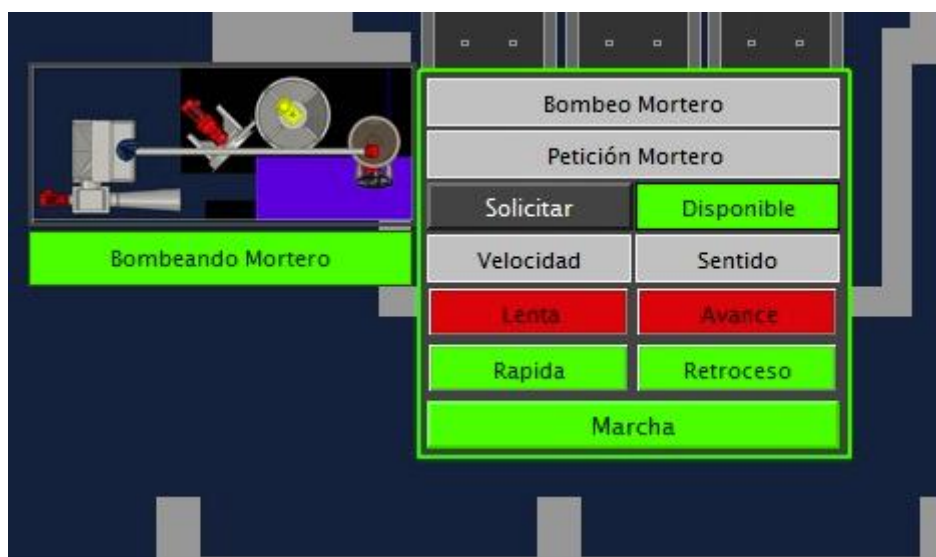 Bombeo Mortero
Petición Mortero
Solicitar Disponible
Bombeando Mortero
Velocidad Sentido
Lenta Avance
Rapida Retroceso
Marcha